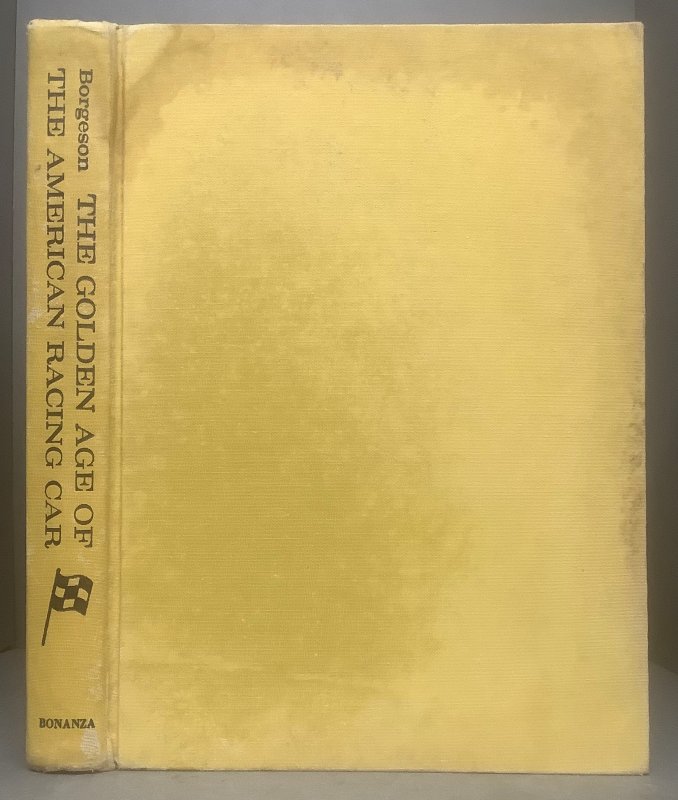 Borgeson THE GOLDEN AGE OF
THE AMERICAN RACING CAR
BONANZA